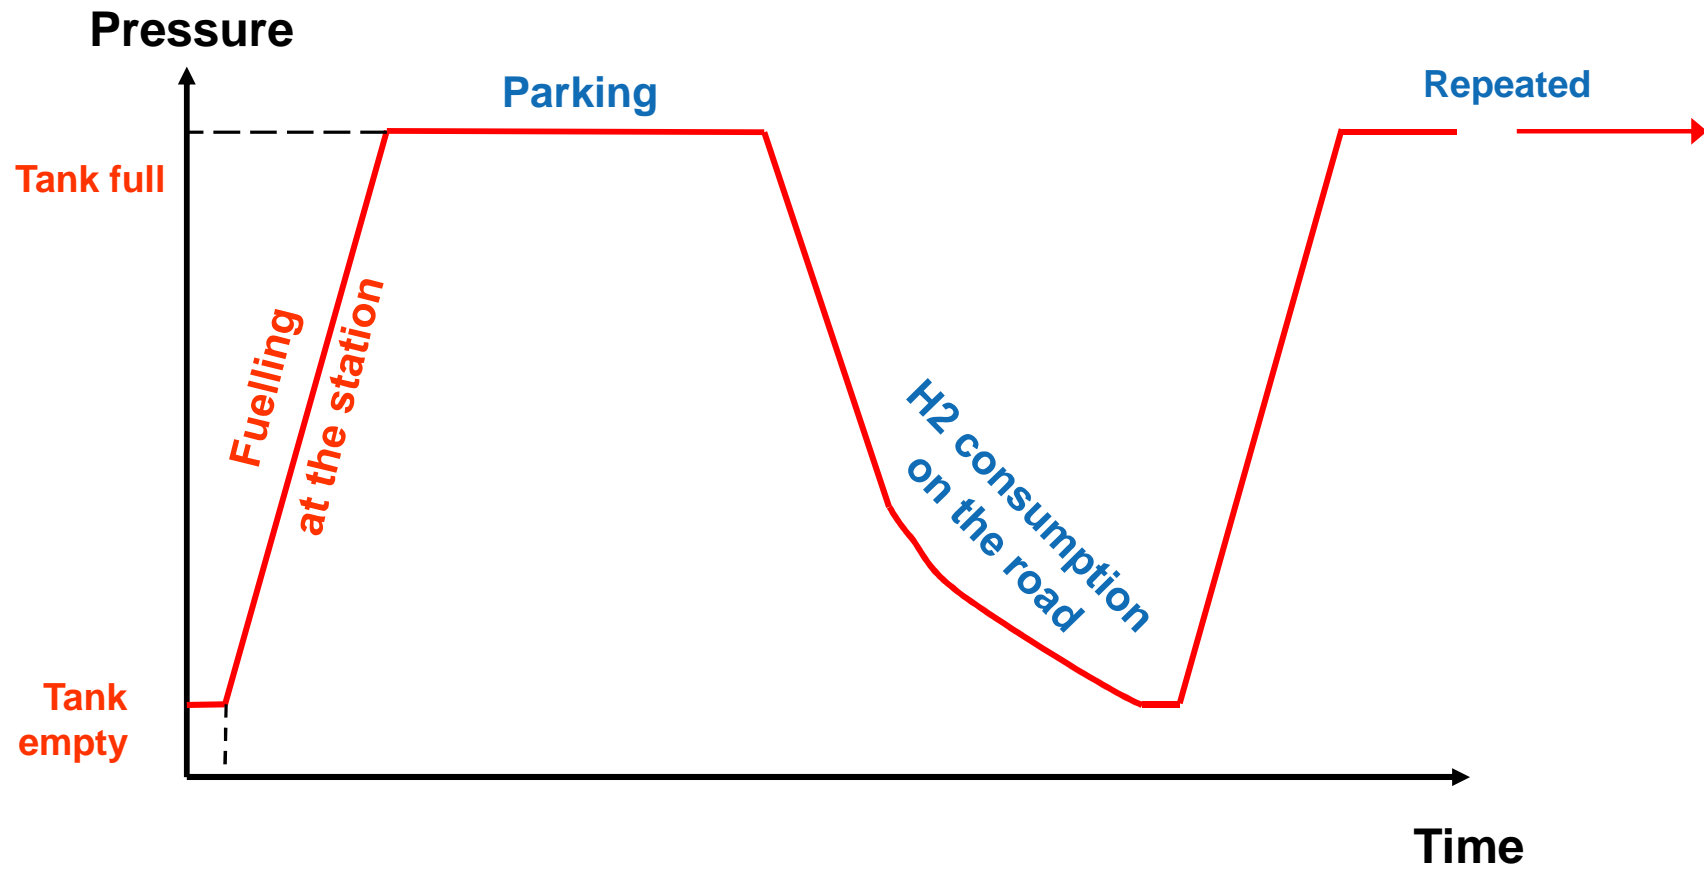 Pressure
Parking
Repeated
Tank full
Fuelling
at the station
H2 consumption
on the road
Tank
empty
Time